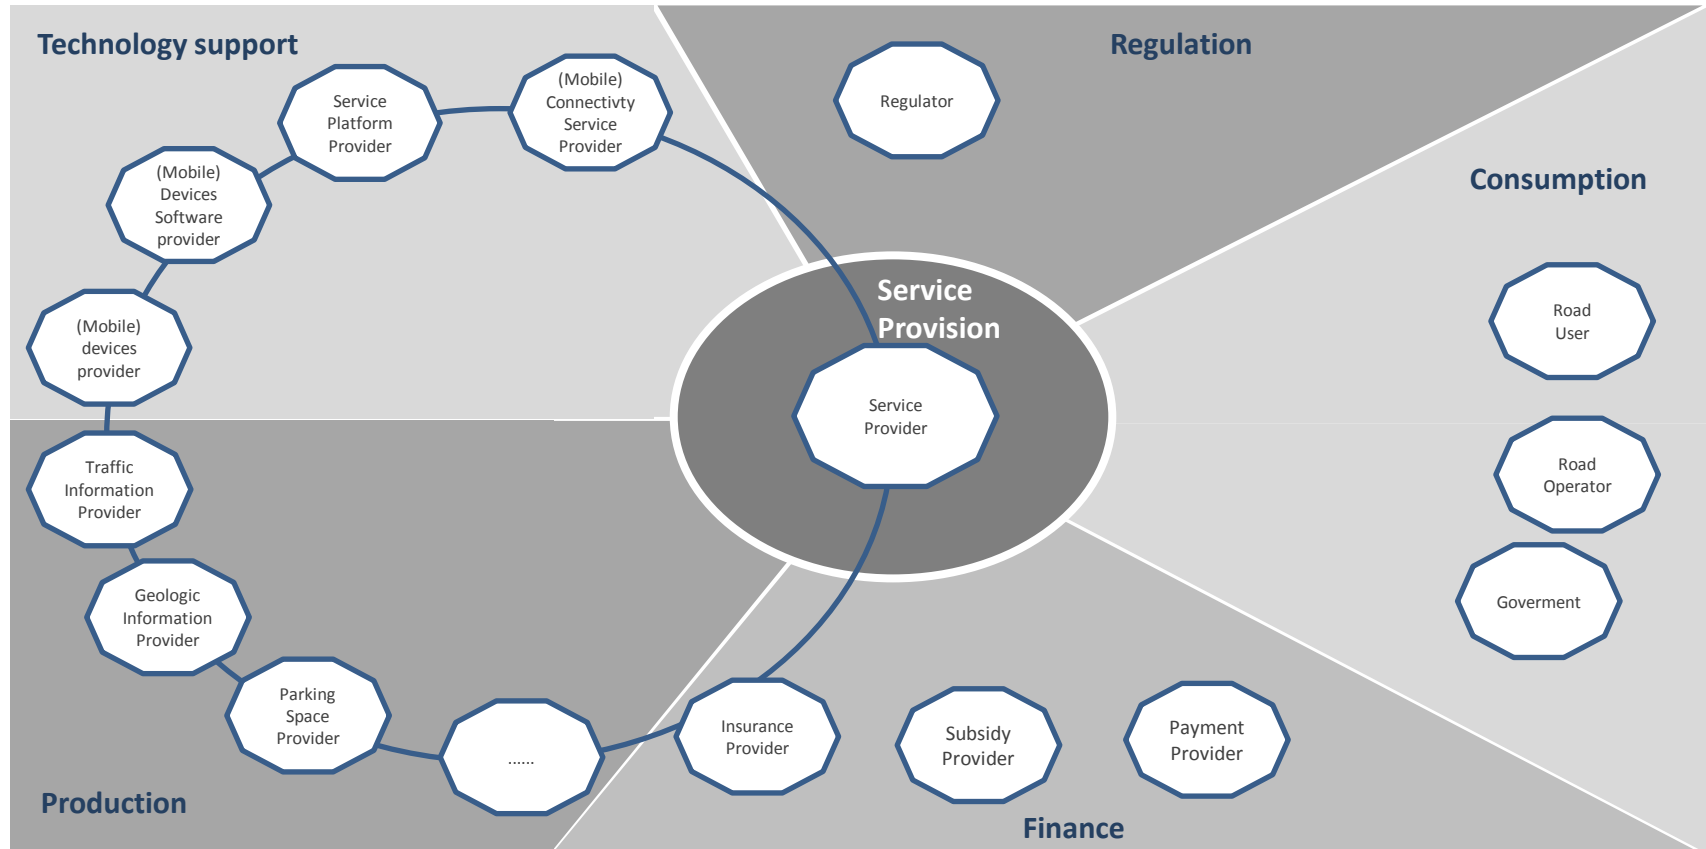 Technology support
Regulation
Consumption
Production
Finance
Service
Provision
Service
Provider
(Mobile)
Connectivty
Service
Provider
Service
Platform
Provider
(Mobile)
Devices
Software
provider
(Mobile)
devices
provider
Traffic
Information
Provider
Geologic
Information
Provider
Parking
Space
Provider
......
Insurance
Provider
Subsidy
Provider
Payment
Provider
Regulator
Road
User
Road
Operator
Goverment